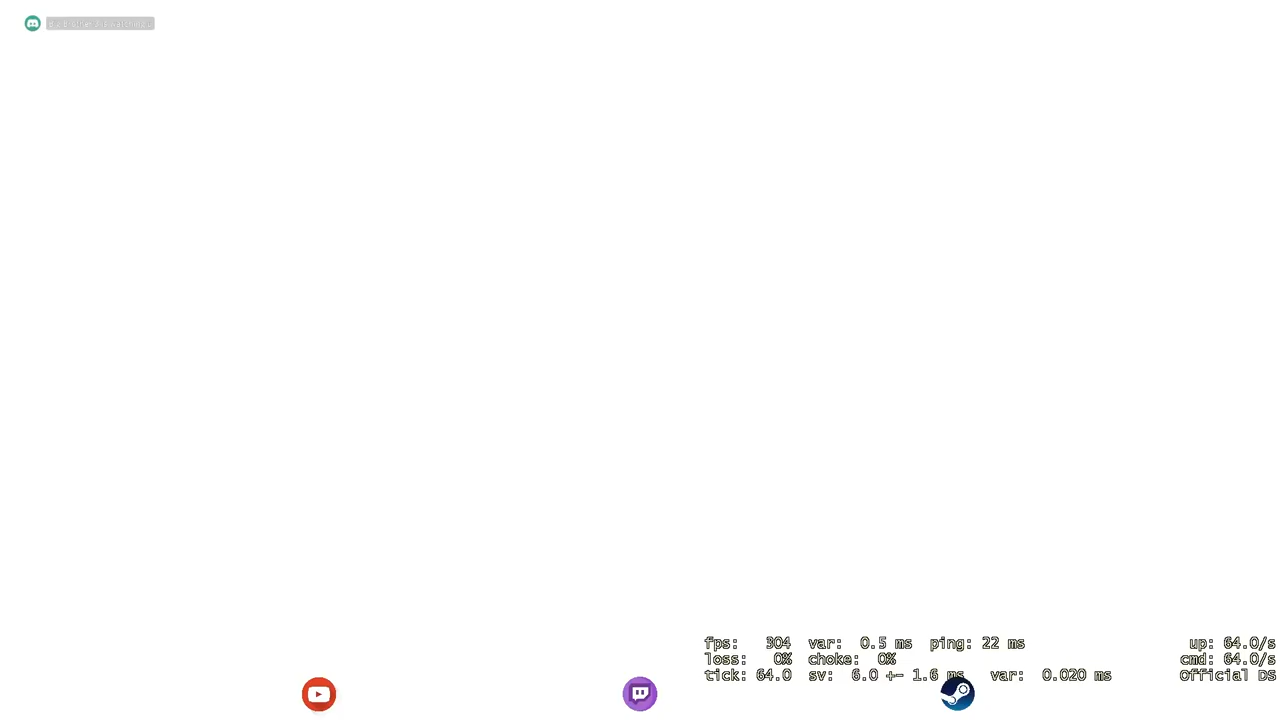 fps: 304 var: 0.5 ms ping: 22 ms up: 64.0/s
loss: 0% choke: 0% cmd: 64.0/s
tick: 64.0 sv: 6.0 +- 1.6 ms var: 0.020 ms Official DS